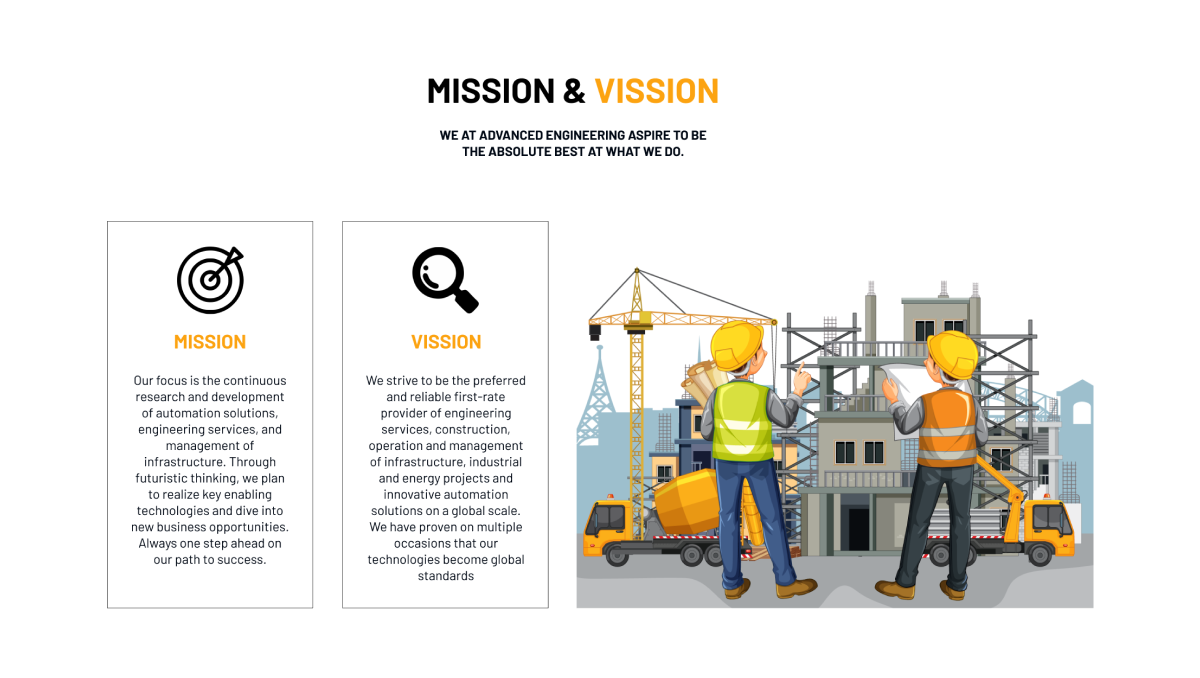 MISSION & VISSION
WE AT ADVANCED ENGINEERING ASPIRE TO BE
THE ABSOLUTE BEST AT WHAT WE DO.
MISSION
Our focus is the continuous
research and development
of automation solutions,
engineering services, and
management of
infrastructure. Through
futuristic thinking, we plan
to realize key enabling
technologies and dive into
new business opportunities.
Always one step ahead on
our path to success.
VISSION
We strive to be the preferred
and reliable first-rate
provider of engineering
services, construction,
operation and management
of infrastructure, industrial
and energy projects and
innovative automation
solutions on a global scale.
We have proven on multiple
occasions that our
technologies become global
standards